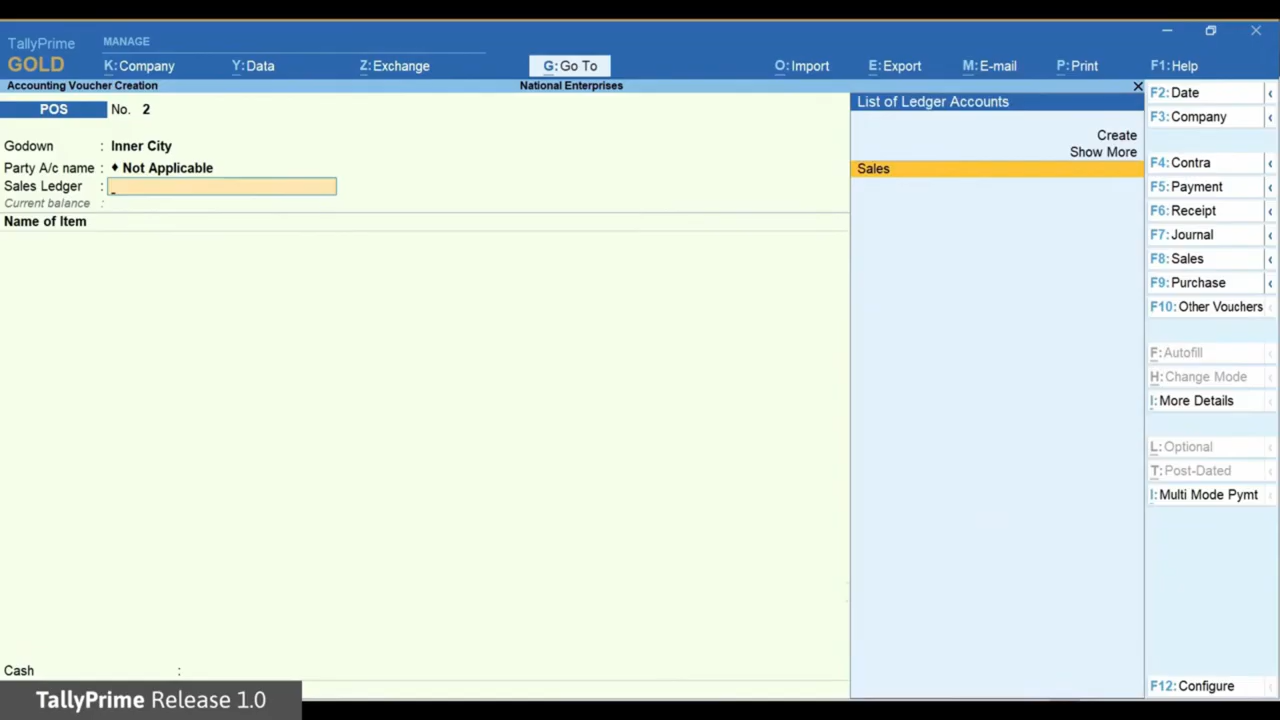 TallyPrime
GOLD
MANAGE
K:Company
Y:Data
Z:Exchange
G:Go To
O:Import
E:Export
M:E-mail
P:Print
F1:Help
Accounting Voucher Creation
National Enterprises
POS No. 2
Godown : Inner City
Party A/c name : ♦ Not Applicable
Sales Ledger :
Current balance :
Name of Item
Cash :
List of Ledger Accounts
Create
Show More
Sales
F2:Date
F3:Company
F4:Contra
F5:Payment
F6:Receipt
F7:Journal
F8:Sales
F9:Purchase
F10:Other Vouchers
F:Autofill
H:Change Mode
I:More Details
L:Optional
T:Post-Dated
I:Multi Mode Pymt
F12:Configure
TallyPrime Release 1.0